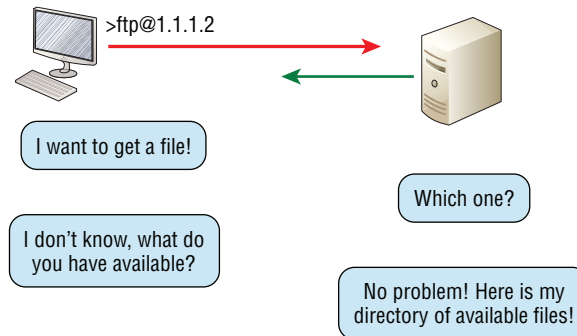 >ftp@1.1.1.2
I want to get a file!
Which one?
I don't know, what do
you have available?
No problem! Here is my
directory of available files!